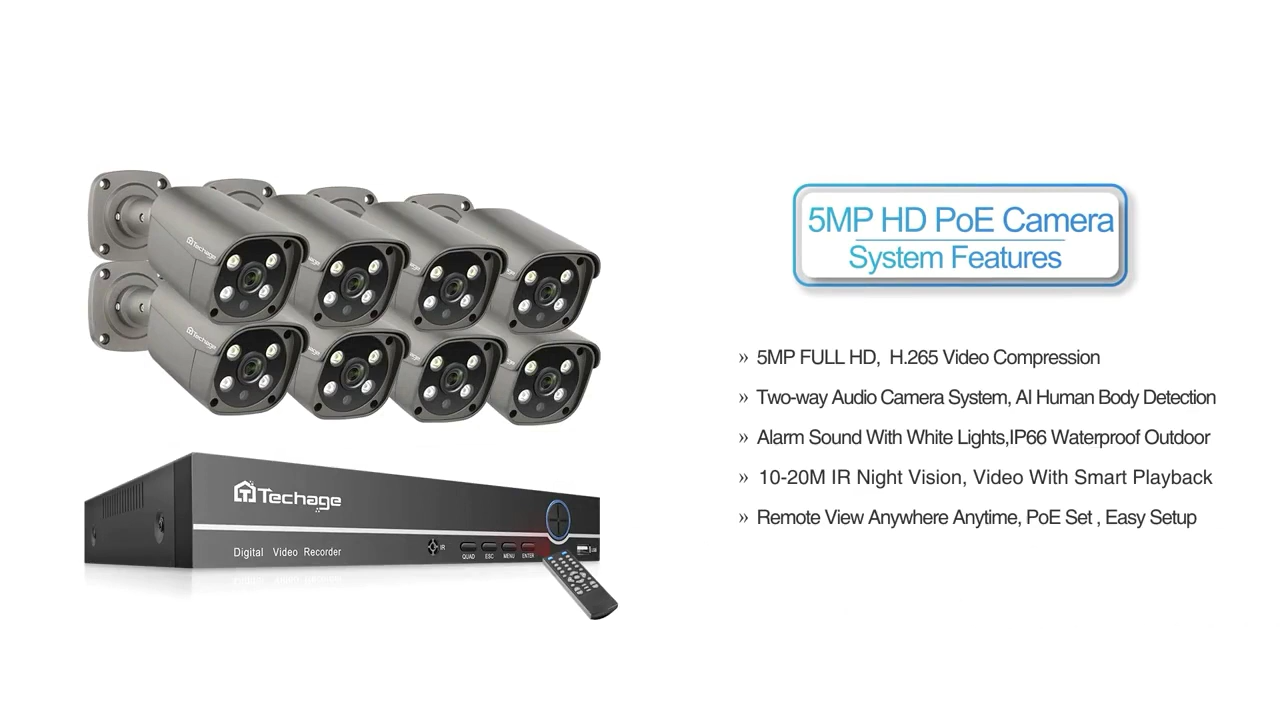 5MP HD PoE Camera
System Features
» 5MP FULL HD, H.265 Video Compression
» Two-way Audio Camera System, AI Human Body Detection
» Alarm Sound With White Lights,IP66 Waterproof Outdoor
» 10-20M IR Night Vision, Video With Smart Playback
» Remote View Anywhere Anytime, PoE Set , Easy Setup
Techage
Techage
Techage
Digital Video Recorder
IR
QUAD ESC MENU ENTER